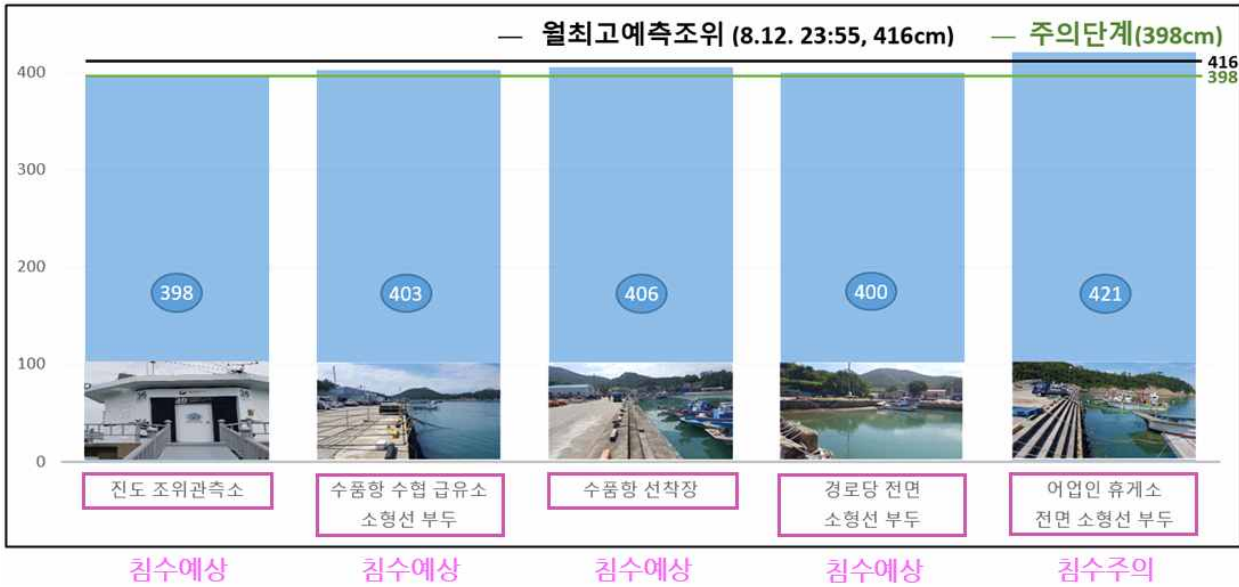 — 월최고예측조위 (8.12. 23:55, 416cm) — 주의단계(398cm)
416
398
400
300
200
100
0
398
403
406
400
421
진도 조위관측소
수품항 수협 급유소
소형선 부두
수품항 선착장
경로당 전면
소형선 부두
어업인 휴게소
전면 소형선 부두
침수예상
침수예상
침수예상
침수예상
침수주의